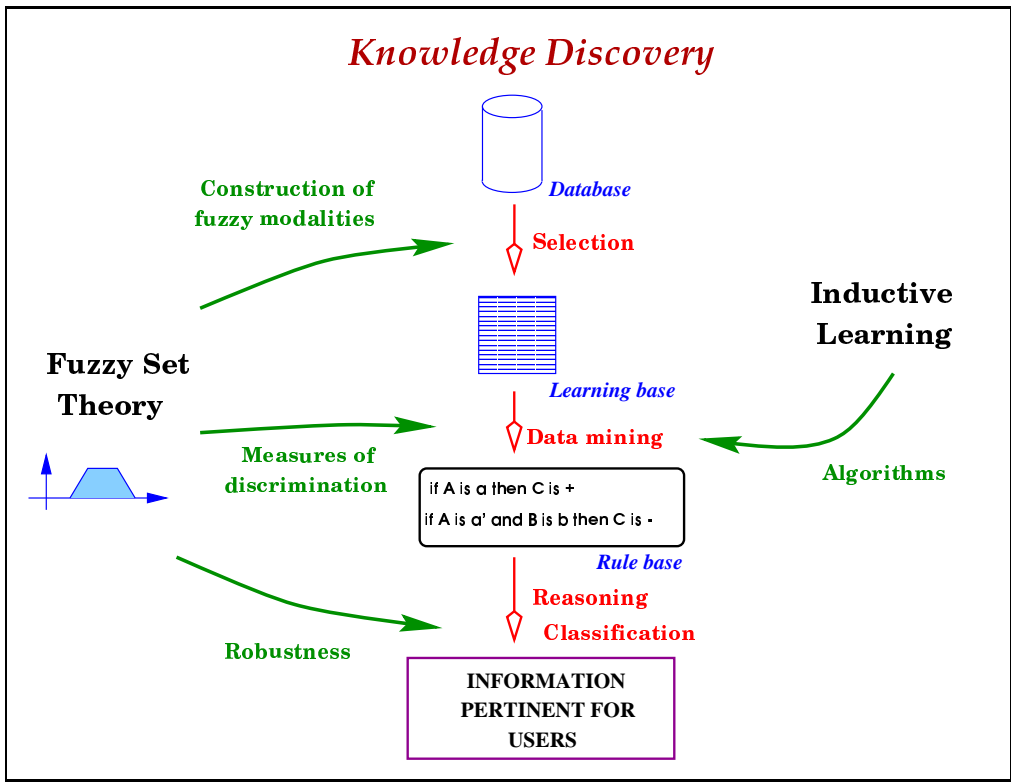 Knowledge Discovery
Database
Construction of
fuzzy modalities
Selection
Inductive
Learning
Fuzzy Set
Theory
Learning base
Data mining
Measures of
discrimination
Algorithms
if A is a then C is +
if A is a' and B is b then C is -
Rule base
Reasoning
Classification
Robustness
INFORMATION
PERTINENT FOR
USERS